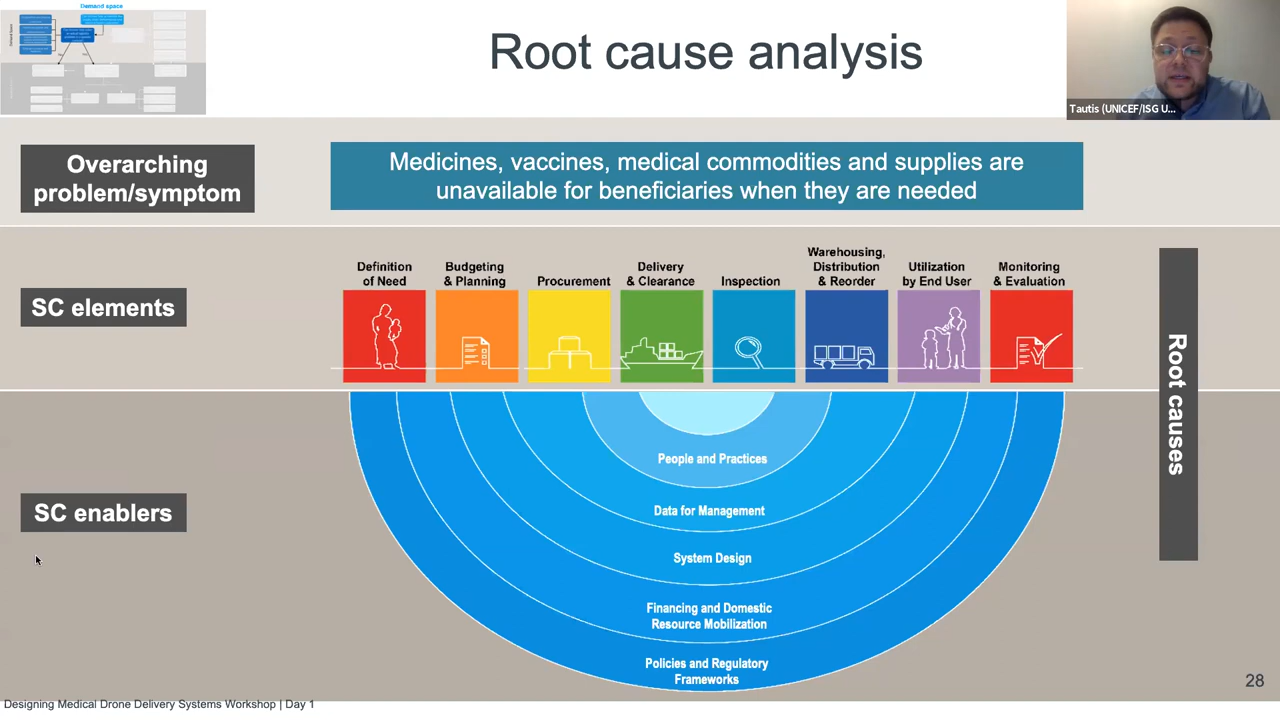 Demand space
Root cause analysis
Tautis (UNICEF/ISG U...
Overarching
problem/symptom
Medicines, vaccines, medical commodities and supplies are
unavailable for beneficiaries when they are needed
SC elements
Definition
of Need
Budgeting
& Planning
Procurement
Delivery
& Clearance
Inspection
Warehousing,
Distribution
& Reorder
Utilization
by End User
Monitoring
& Evaluation
Root causes
SC enablers
People and Practices
Data for Management
System Design
Financing and Domestic
Resource Mobilization
Policies and Regulatory
Frameworks
28
Designing Medical Drone Delivery Systems Workshop | Day 1